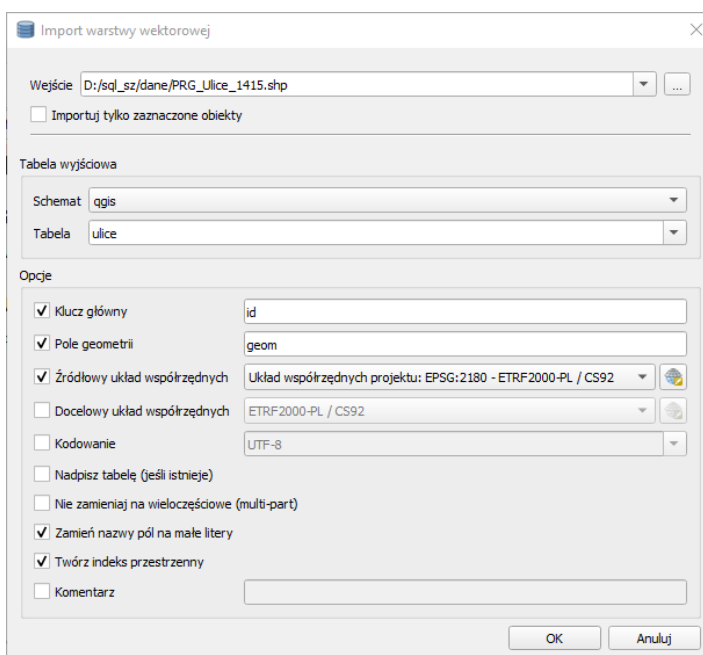 Import warstwy wektorowej
Wejście D:/sql_sz/dane/PRG_Ulice_1415.shp ...
Importuj tylko zaznaczone obiekty
Tabela wyjściowa
Schemat qgis
Tabela ulice
Opcje
Klucz główny id
Pole geometrii geom
Źródłowy układ współrzędnych Układ współrzędnych projektu: EPSG:2180 - ETRF2000-PL / CS92
Docelowy układ współrzędnych ETRF2000-PL / CS92
Kodowanie UTF-8
Nadpisz tabelę (jeśli istnieje)
Nie zamieniaj na wieloczęściowe (multi-part)
Zamień nazwy pól na małe litery
Twórz indeks przestrzenny
Komentarz
OK Anuluj